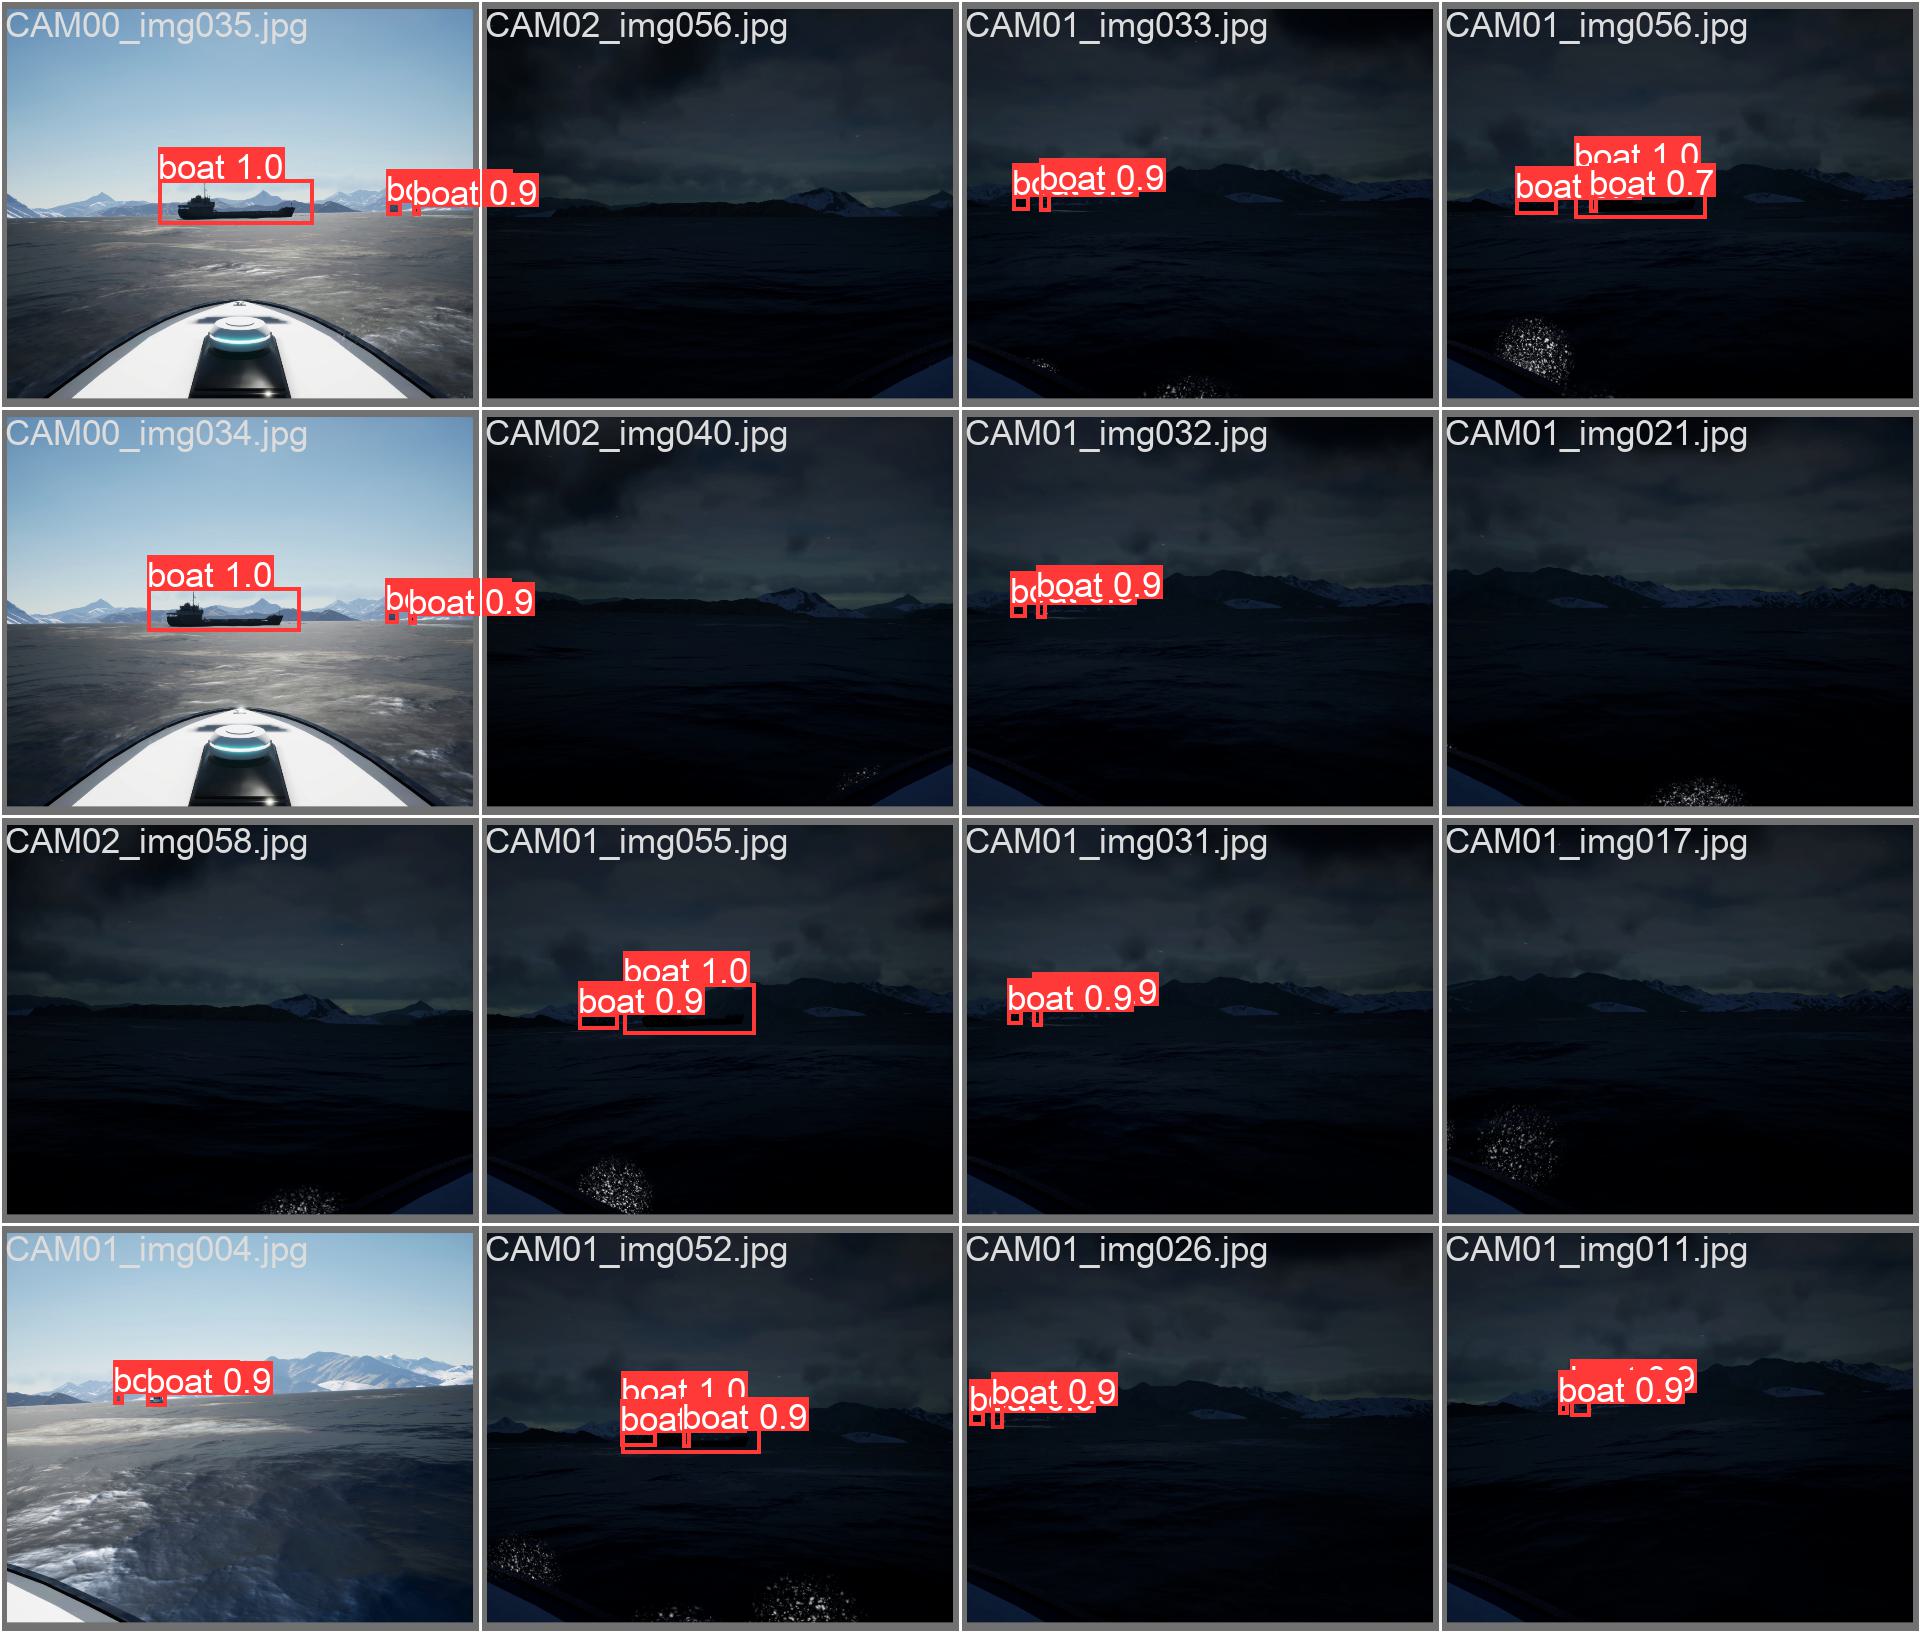 CAM00_img035.jpg
boat 1.0
boat 0.9
CAM02_img056.jpg
CAM01_img033.jpg
boat 0.9
CAM01_img056.jpg
boat 1.0
boat
boat 0.7
CAM00_img034.jpg
boat 1.0
boat 0.9
CAM02_img040.jpg
CAM01_img032.jpg
boat 0.9
CAM01_img021.jpg
CAM02_img058.jpg
CAM01_img055.jpg
boat 1.0
boat 0.9
CAM01_img031.jpg
boat 0.9
CAM01_img017.jpg
CAM01_img004.jpg
boat 0.9
CAM01_img052.jpg
boat 1.0
boat
boat 0.9
CAM01_img026.jpg
boat 0.9
CAM01_img011.jpg
boat 0.9